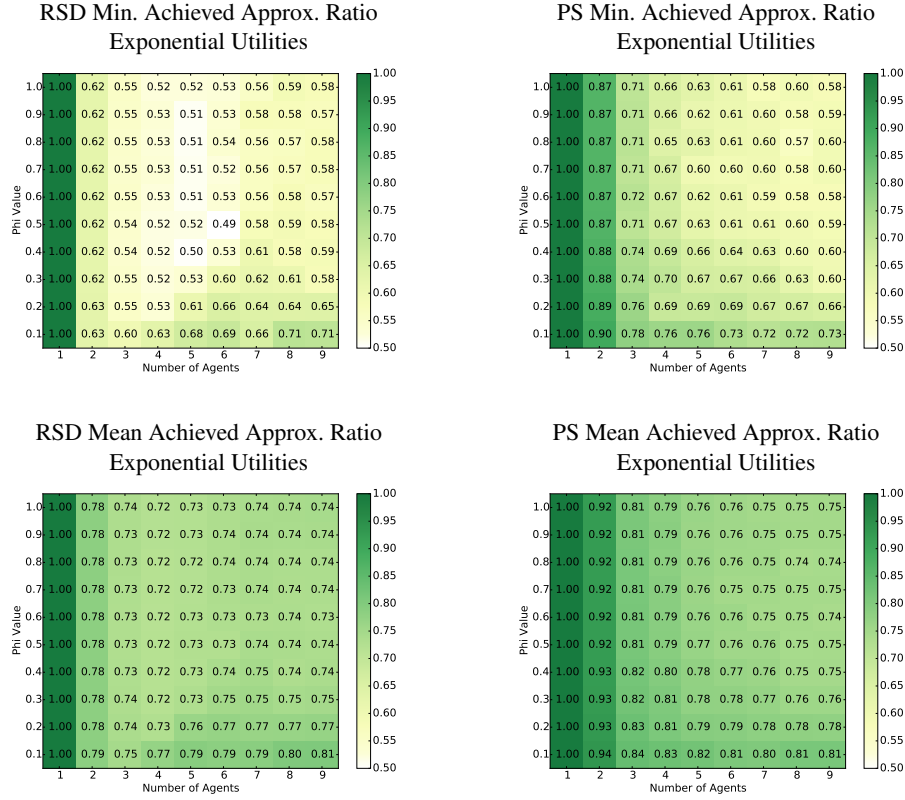 RSD Min. Achieved Approx. Ratio
Exponential Utilities
1.0 1.00 0.62 0.55 0.52 0.52 0.53 0.56 0.59 0.58
0.9 1.00 0.62 0.55 0.53 0.51 0.53 0.58 0.58 0.57
0.8 1.00 0.62 0.55 0.53 0.51 0.54 0.56 0.57 0.58
0.7 1.00 0.62 0.55 0.53 0.51 0.52 0.56 0.57 0.58
0.6 1.00 0.62 0.55 0.53 0.51 0.53 0.56 0.58 0.57
0.5 1.00 0.62 0.54 0.52 0.52 0.49 0.58 0.59 0.58
0.4 1.00 0.62 0.54 0.52 0.50 0.53 0.61 0.58 0.59
0.3 1.00 0.62 0.55 0.52 0.53 0.60 0.62 0.61 0.58
0.2 1.00 0.63 0.55 0.53 0.61 0.66 0.64 0.64 0.65
0.1 1.00 0.63 0.60 0.63 0.68 0.69 0.66 0.71 0.71
1 2 3 4 5 6 7 8 9
Number of Agents
Phi Value
1.00
0.95
0.90
0.85
0.80
0.75
0.70
0.65
0.60
0.55
0.50
PS Min. Achieved Approx. Ratio
Exponential Utilities
1.0 1.00 0.87 0.71 0.66 0.63 0.61 0.58 0.60 0.58
0.9 1.00 0.87 0.71 0.66 0.62 0.61 0.60 0.58 0.59
0.8 1.00 0.87 0.71 0.65 0.63 0.61 0.60 0.57 0.60
0.7 1.00 0.87 0.71 0.67 0.60 0.60 0.60 0.60 0.58
0.6 1.00 0.87 0.72 0.67 0.62 0.61 0.59 0.58 0.58
0.5 1.00 0.87 0.71 0.67 0.63 0.61 0.61 0.60 0.59
0.4 1.00 0.88 0.74 0.69 0.66 0.64 0.63 0.60 0.60
0.3 1.00 0.88 0.74 0.70 0.67 0.67 0.66 0.63 0.60
0.2 1.00 0.89 0.76 0.69 0.69 0.69 0.67 0.67 0.66
0.1 1.00 0.90 0.78 0.76 0.76 0.73 0.72 0.72 0.73
1 2 3 4 5 6 7 8 9
Number of Agents
Phi Value
1.00
0.95
0.90
0.85
0.80
0.75
0.70
0.65
0.60
0.55
0.50
RSD Mean Achieved Approx. Ratio
Exponential Utilities
1.0 1.00 0.78 0.74 0.72 0.73 0.73 0.74 0.74 0.74
0.9 1.00 0.78 0.73 0.72 0.73 0.74 0.74 0.74 0.74
0.8 1.00 0.78 0.73 0.72 0.72 0.73 0.74 0.74 0.74
0.7 1.00 0.78 0.73 0.72 0.73 0.74 0.74 0.74 0.74
0.6 1.00 0.78 0.73 0.72 0.73 0.73 0.74 0.74 0.73
0.5 1.00 0.78 0.73 0.72 0.73 0.73 0.74 0.74 0.74
0.4 1.00 0.78 0.73 0.72 0.73 0.74 0.75 0.74 0.74
0.3 1.00 0.78 0.74 0.72 0.73 0.75 0.75 0.75 0.75
0.2 1.00 0.78 0.74 0.73 0.76 0.77 0.77 0.77 0.77
0.1 1.00 0.79 0.75 0.77 0.79 0.79 0.79 0.80 0.81
1 2 3 4 5 6 7 8 9
Number of Agents
Phi Value
1.00
0.95
0.90
0.85
0.80
0.75
0.70
0.65
0.60
0.55
0.50
PS Mean Achieved Approx. Ratio
Exponential Utilities
1.0 1.00 0.92 0.81 0.79 0.76 0.76 0.75 0.75 0.75
0.9 1.00 0.92 0.81 0.79 0.76 0.76 0.75 0.75 0.75
0.8 1.00 0.92 0.81 0.79 0.76 0.76 0.75 0.74 0.74
0.7 1.00 0.92 0.81 0.79 0.76 0.76 0.75 0.75 0.75
0.6 1.00 0.92 0.81 0.79 0.76 0.76 0.75 0.75 0.74
0.5 1.00 0.92 0.81 0.79 0.77 0.76 0.76 0.75 0.75
0.4 1.00 0.93 0.82 0.80 0.78 0.77 0.76 0.75 0.75
0.3 1.00 0.93 0.82 0.81 0.78 0.78 0.77 0.76 0.76
0.2 1.00 0.93 0.83 0.81 0.79 0.79 0.78 0.78 0.78
0.1 1.00 0.94 0.84 0.83 0.82 0.81 0.80 0.81 0.81
1 2 3 4 5 6 7 8 9
Number of Agents
Phi Value
1.00
0.95
0.90
0.85
0.80
0.75
0.70
0.65
0.60
0.55
0.50